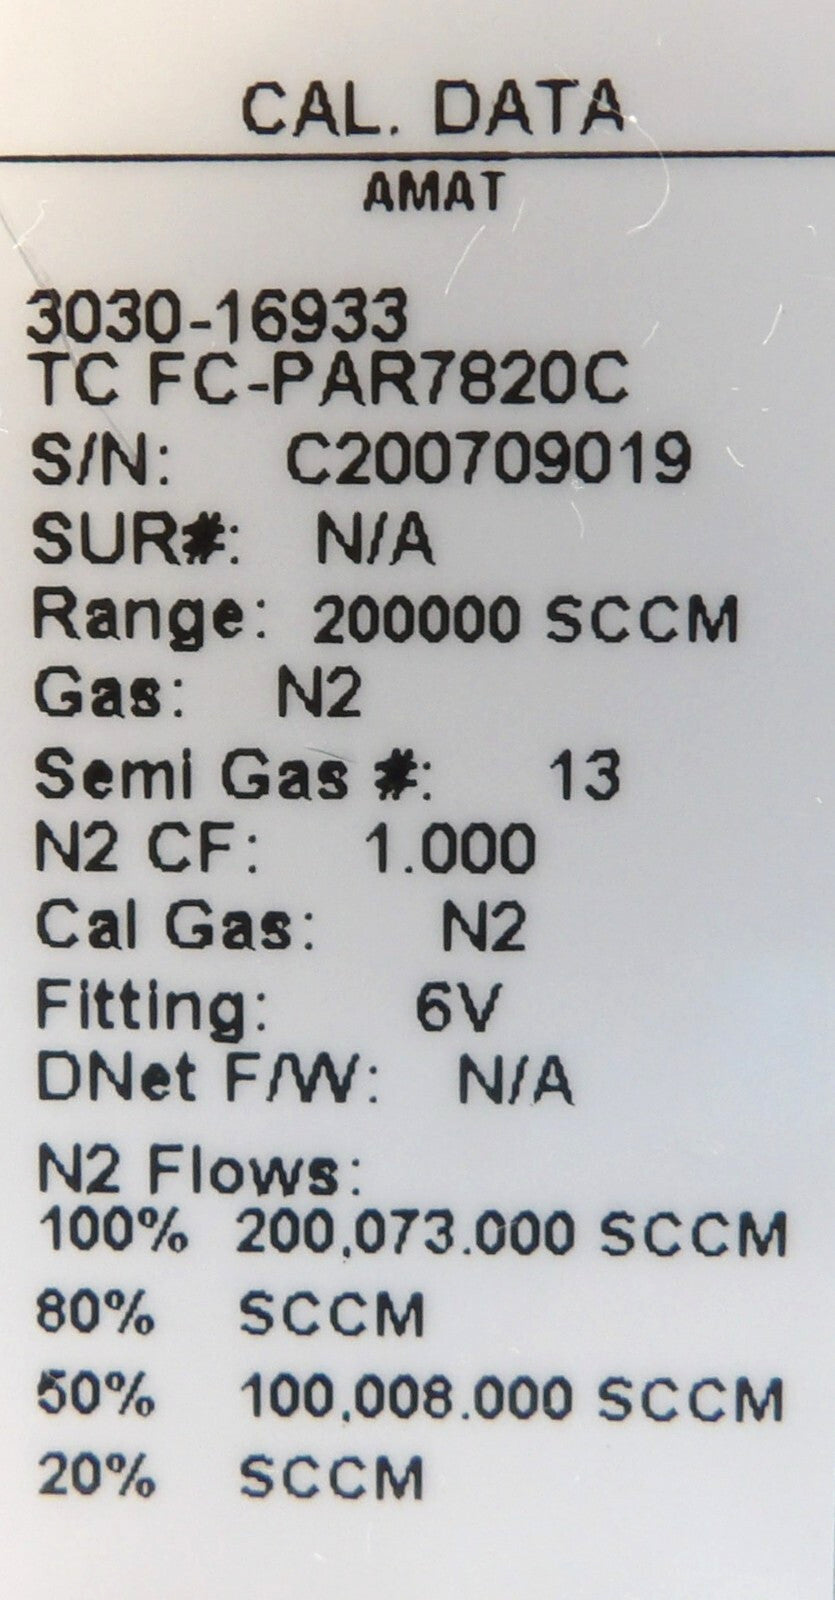 CAL. DATA
AMAT
3030-16933
TC FC-PAR7820C
S/N: C200709019
SUR#: N/A
Range: 200000 SCCM
Gas: N2
Semi Gas #: 13
N2 CF: 1.000
Cal Gas: N2
Fitting: 6V
DNet F/W: N/A
N2 Flows:
100% 200,073.000 SCCM
80% SCCM
50% 100,008.000 SCCM
20% SCCM